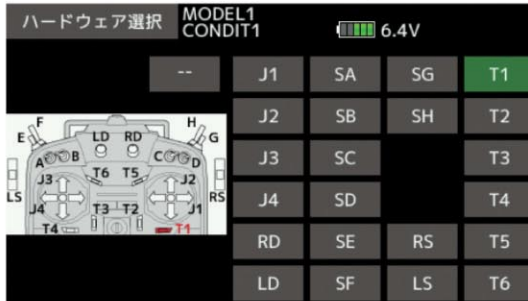 ハードウェア選択 MODEL1
CONDIT1 6.4V
-- J1 SA SG T1
J2 SB SH T2
J3 SC T3
J4 SD T4
RD SE RS T5
LD SF LS T6
F H
E LD RD G
A B C D
J3 T6 T5 J2
LS RS
J4 T3 T2 J1
T4 T1